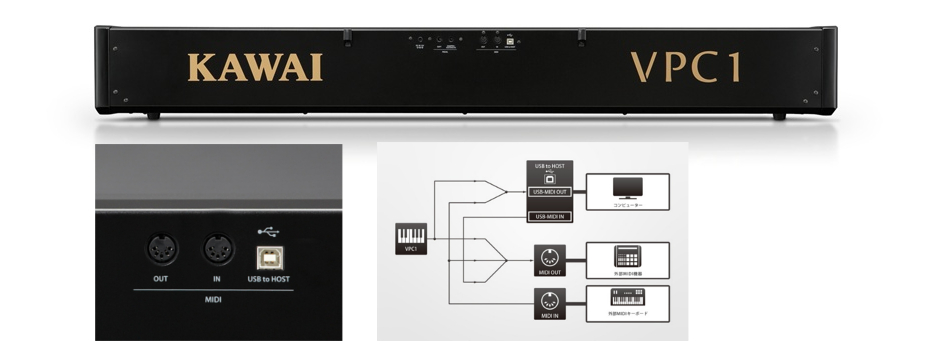 KAWAI
VPC1
OUT
IN
USB to HOST
MIDI
USB to HOST
USB-MIDI OUT
コンピューター
USB-MIDI IN
VPC1
MIDI OUT
外部MIDI機器
MIDI IN
外部MIDIキーボード